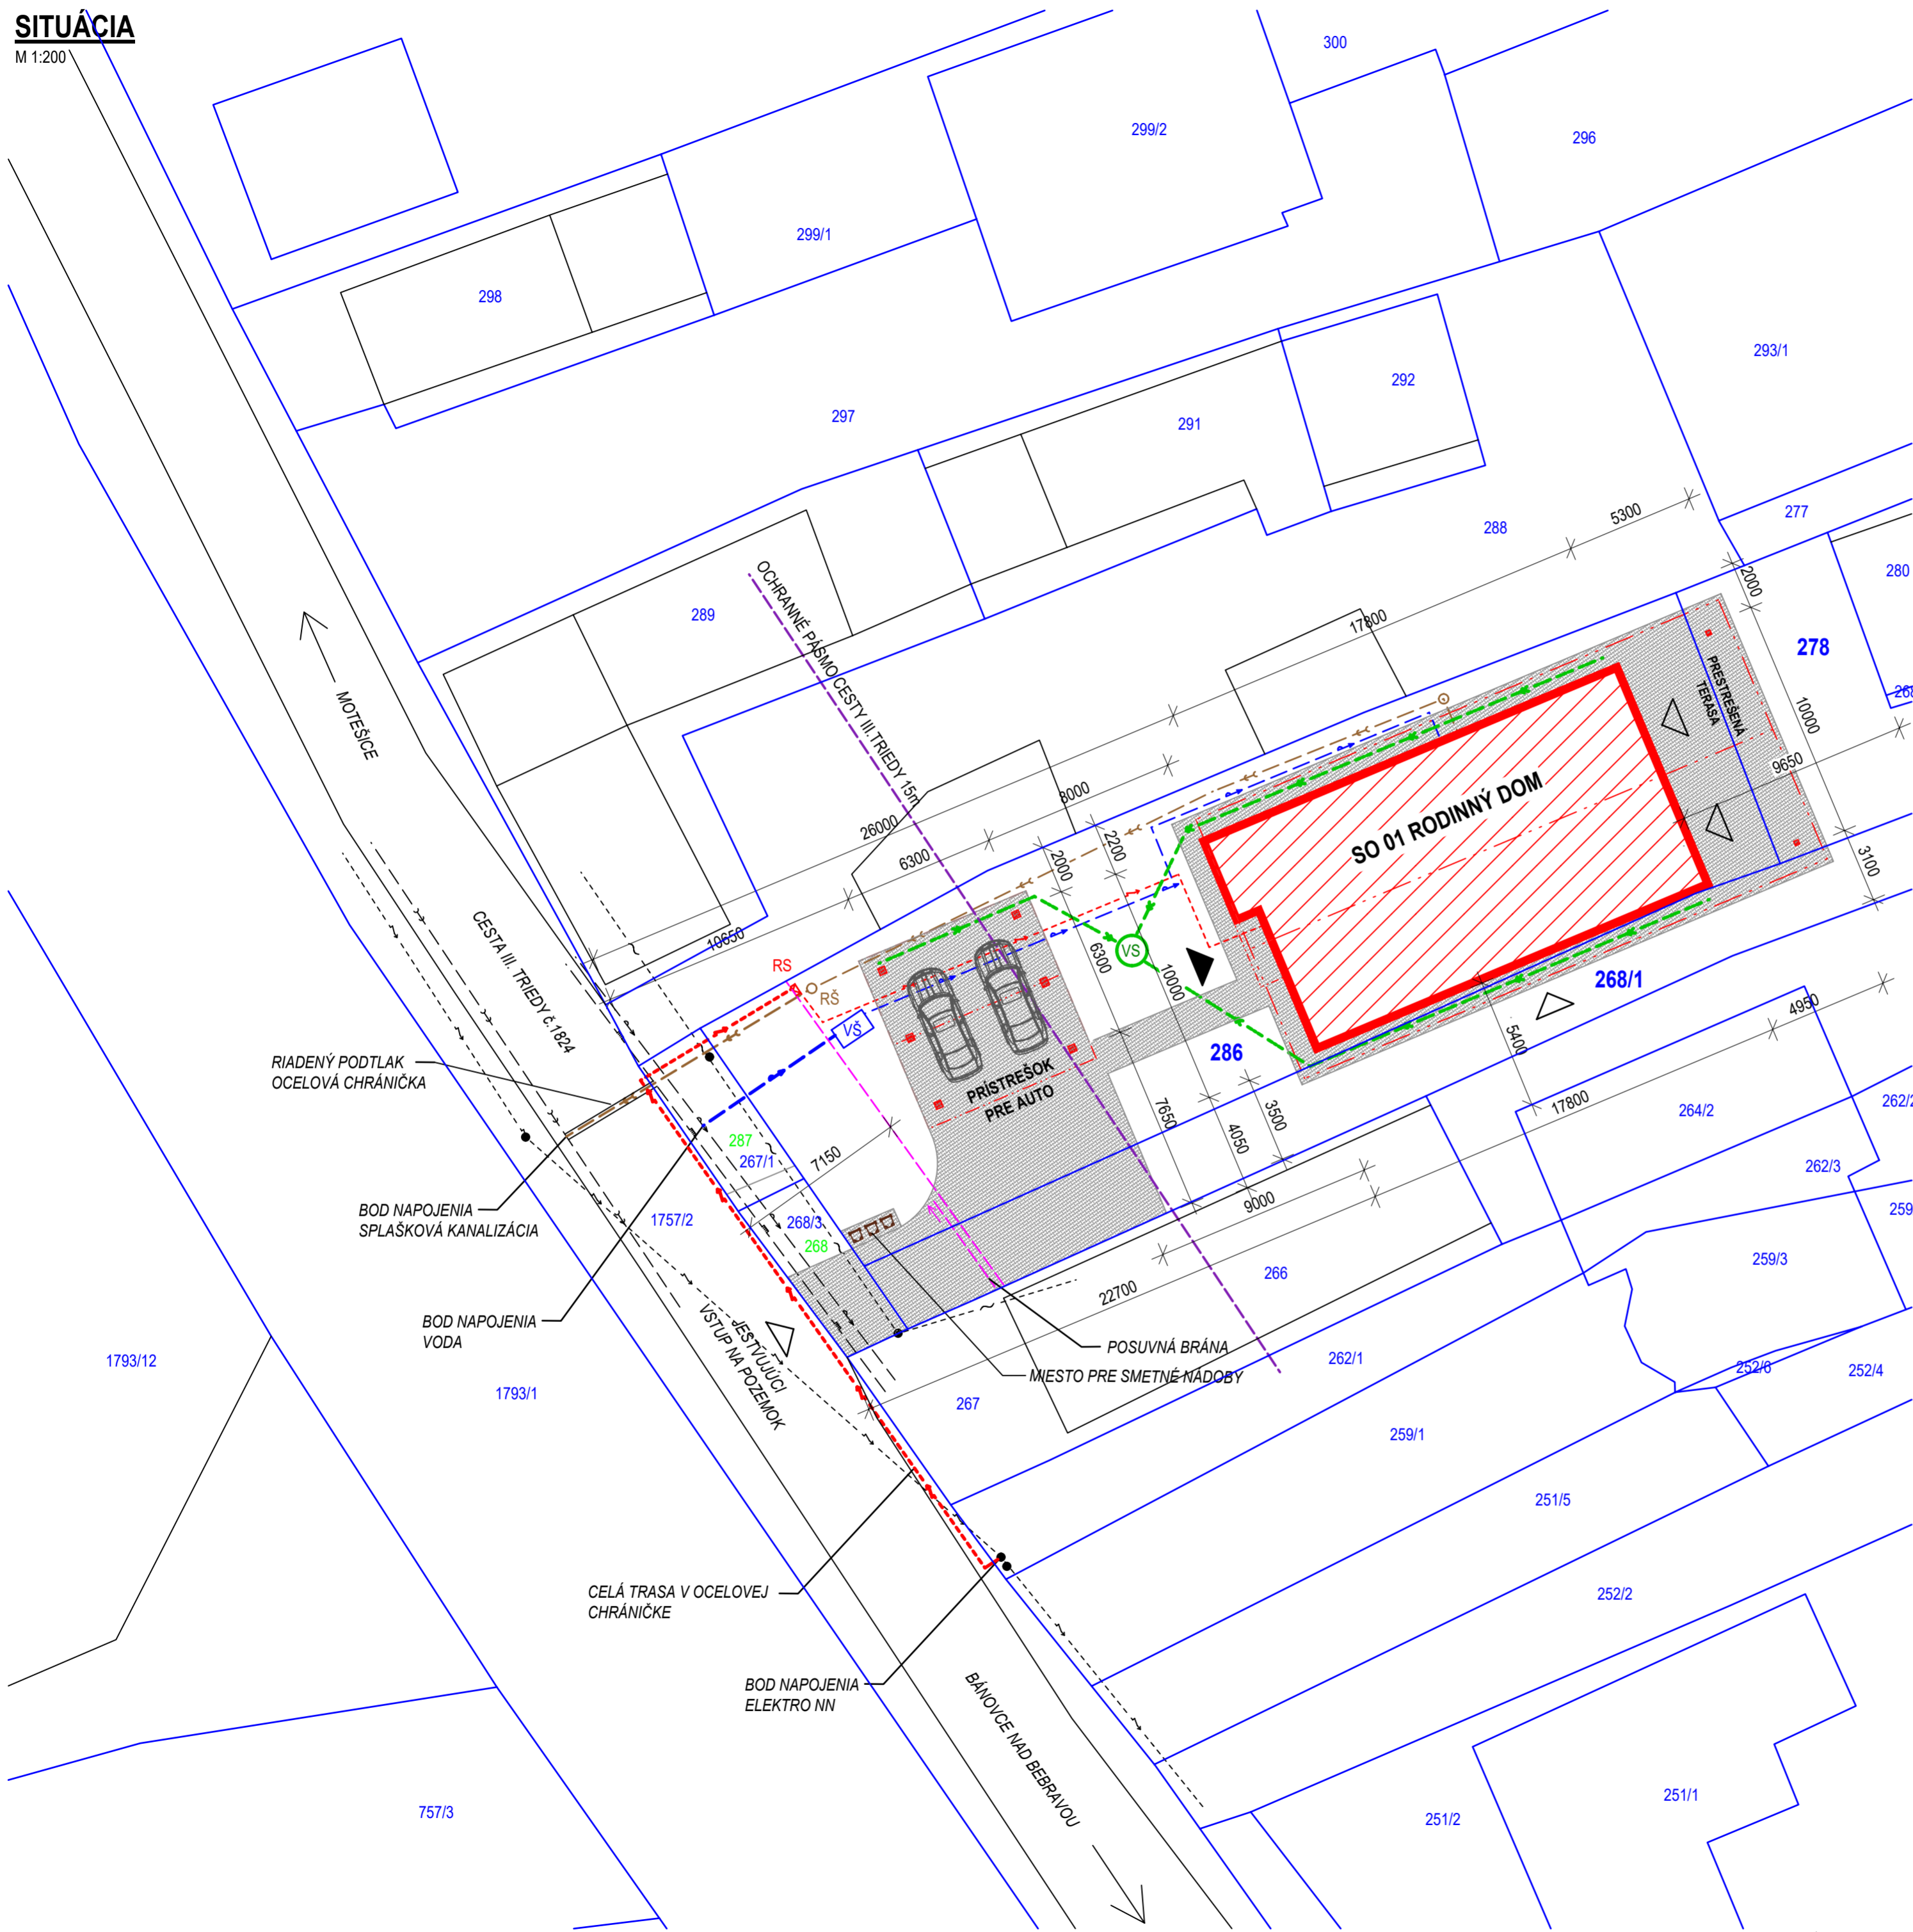 SITUÁCIA
M 1:200
300
299/2
296
299/1
298
293/1
292
297
291
277
288
5300
280
289
OCHRANNÉ PÁSMO CESTY III.TRIEDY 15m
2000
17800
278
PRESTREŠENÁ
TERASA
10000
MOTEŠICE
9650
SO 01 RODINNÝ DOM
8000
26000
6300
2000
2200
3100
10650
CESTA III. TRIEDY č.1824
RS
RŠ
VS
VŠ
6300
10000
268/1
4950
5400
286
RIADENÝ PODTLAK
OCELOVÁ CHRÁNIČKA
PRÍSTREŠOK
PRE AUTO
7650
4050
3500
17800
264/2
262/3
287
267/1
7150
BOD NAPOJENIA
SPLAŠKOVÁ KANALIZÁCIA
1757/2
268/3
268
9000
259/3
266
22700
BOD NAPOJENIA
VODA
JESTVUJÚCI
VSTUP NA POZEMOK
POSUVNÁ BRÁNA
MIESTO PRE SMETNÉ NÁDOBY
262/1
252/6
252/4
1793/12
1793/1
267
259/1
251/5
CELÁ TRASA V OCELOVEJ
CHRÁNIČKE
252/2
BOD NAPOJENIA
ELEKTRO NN
BÁNOVCE NAD BEBRAVOU
757/3
251/2
251/1